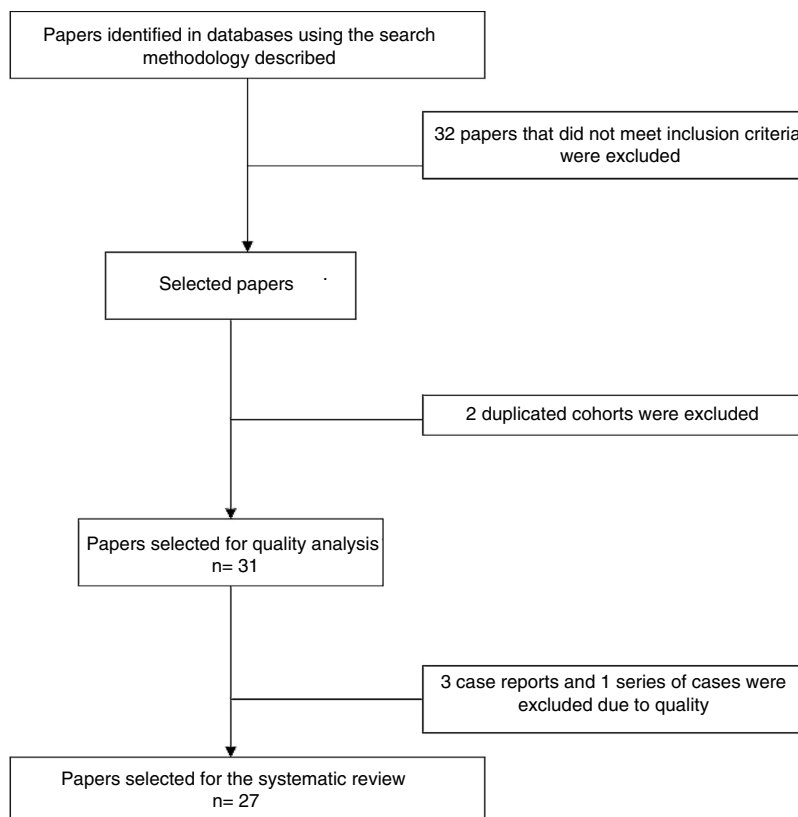 Papers identified in databases using the search
methodology described
32 papers that did not meet inclusion criteria
were excluded
Selected papers
2 duplicated cohorts were excluded
Papers selected for quality analysis
n= 31
3 case reports and 1 series of cases were
excluded due to quality
Papers selected for the systematic review
n= 27